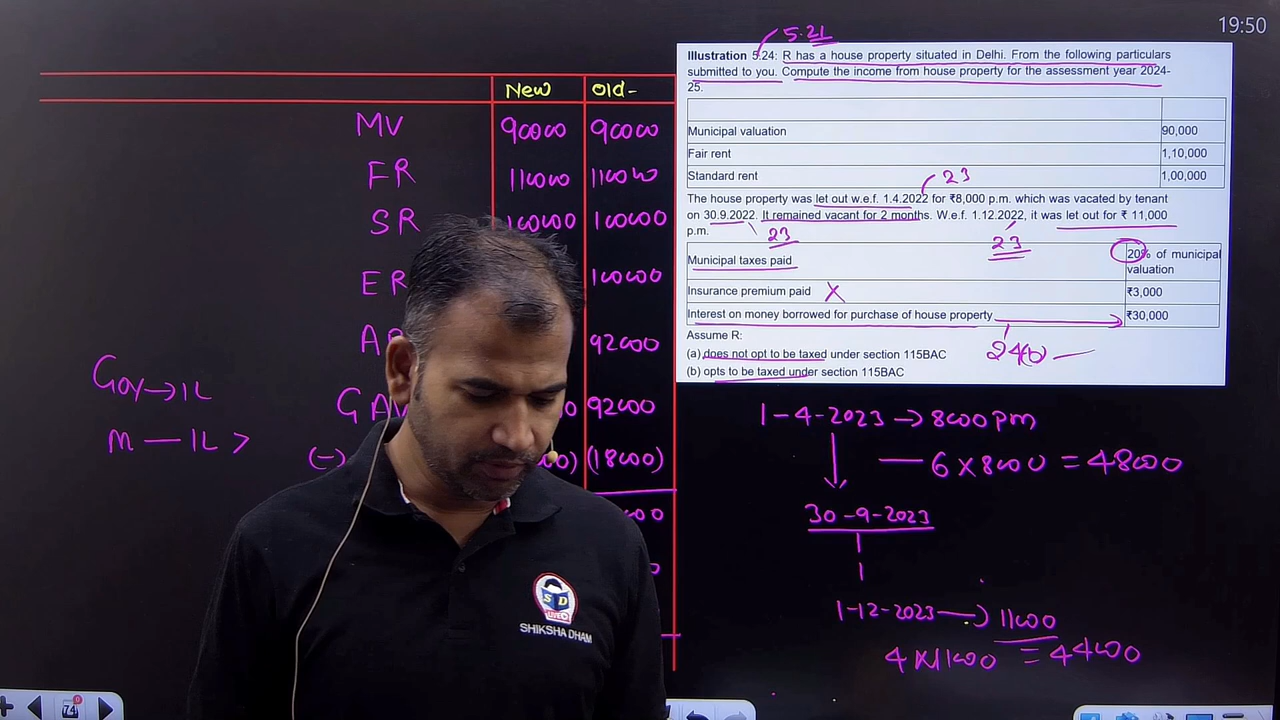 19:50
5.21
Illustration 5.24: R has a house property situated in Delhi. From the following particulars
submitted to you. Compute the income from house property for the assessment year 2024-
25.
Municipal valuation 90,000
Fair rent 1,10,000
Standard rent 1,00,000
23
The house property was let out w.e.f. 1.4.2022 for ₹8,000 p.m. which was vacated by tenant
on 30.9.2022. It remained vacant for 2 months. W.e.f. 1.12.2022, it was let out for ₹ 11,000
p.m.
23 23
Municipal taxes paid 20% of municipal
valuation
Insurance premium paid X ₹3,000
Interest on money borrowed for purchase of house property ₹30,000
Assume R:
(a) does not opt to be taxed under section 115BAC
(b) opts to be taxed under section 115BAC
New Old-
MV 90000 90000
FR 110000 110000
SR 100000 100000
ER 100000
92000
92000
(-) (18000)
1-4-2023 → 8000pm
— 6 X 8000 = 48000
30-9-2023
1-12-2023 → 11000
4 X 11000 = 44000
SD
SHIKSHA DHAM
74